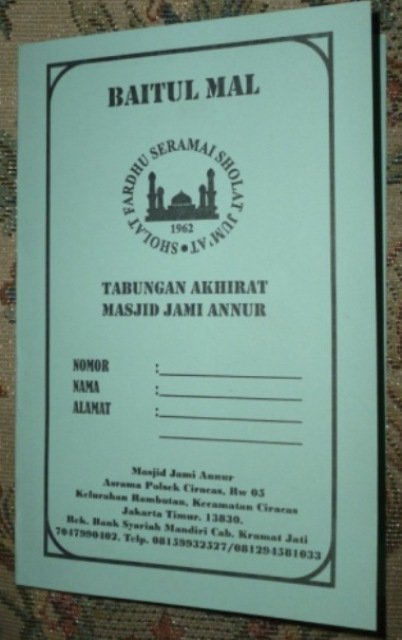 BAITUL MAL
SHOLAT FARDHU SERAMAI SHOLAT JUM'AT
1962
TABUNGAN AKHIRAT
MASJID JAMI ANNUR
NOMOR :
NAMA :
ALAMAT :
Masjid Jami Annur
Asrama Polsek Ciracas, Rw 05
Kelurahan Rambutan, Kecamatan Ciracas
Jakarta Timur. 13830.
Rek. Bank Syariah Mandiri Cab. Kramat Jati
7047990402. Telp. 08159932527/081294581033